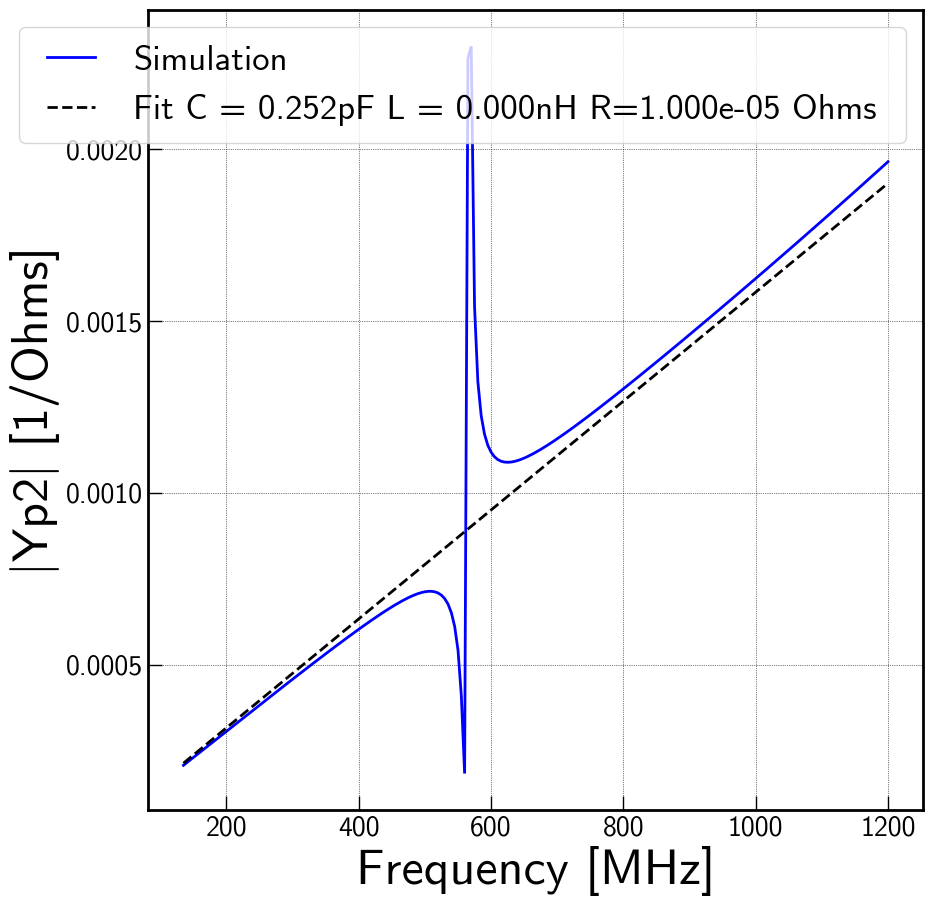 Simulation
Fit C = 0.252pF L = 0.000nH R=1.000e-05 Ohms
0.0020
0.0015
0.0010
0.0005
|Yp2| [1/Ohms]
200 400 600 800 1000 1200
Frequency [MHz]